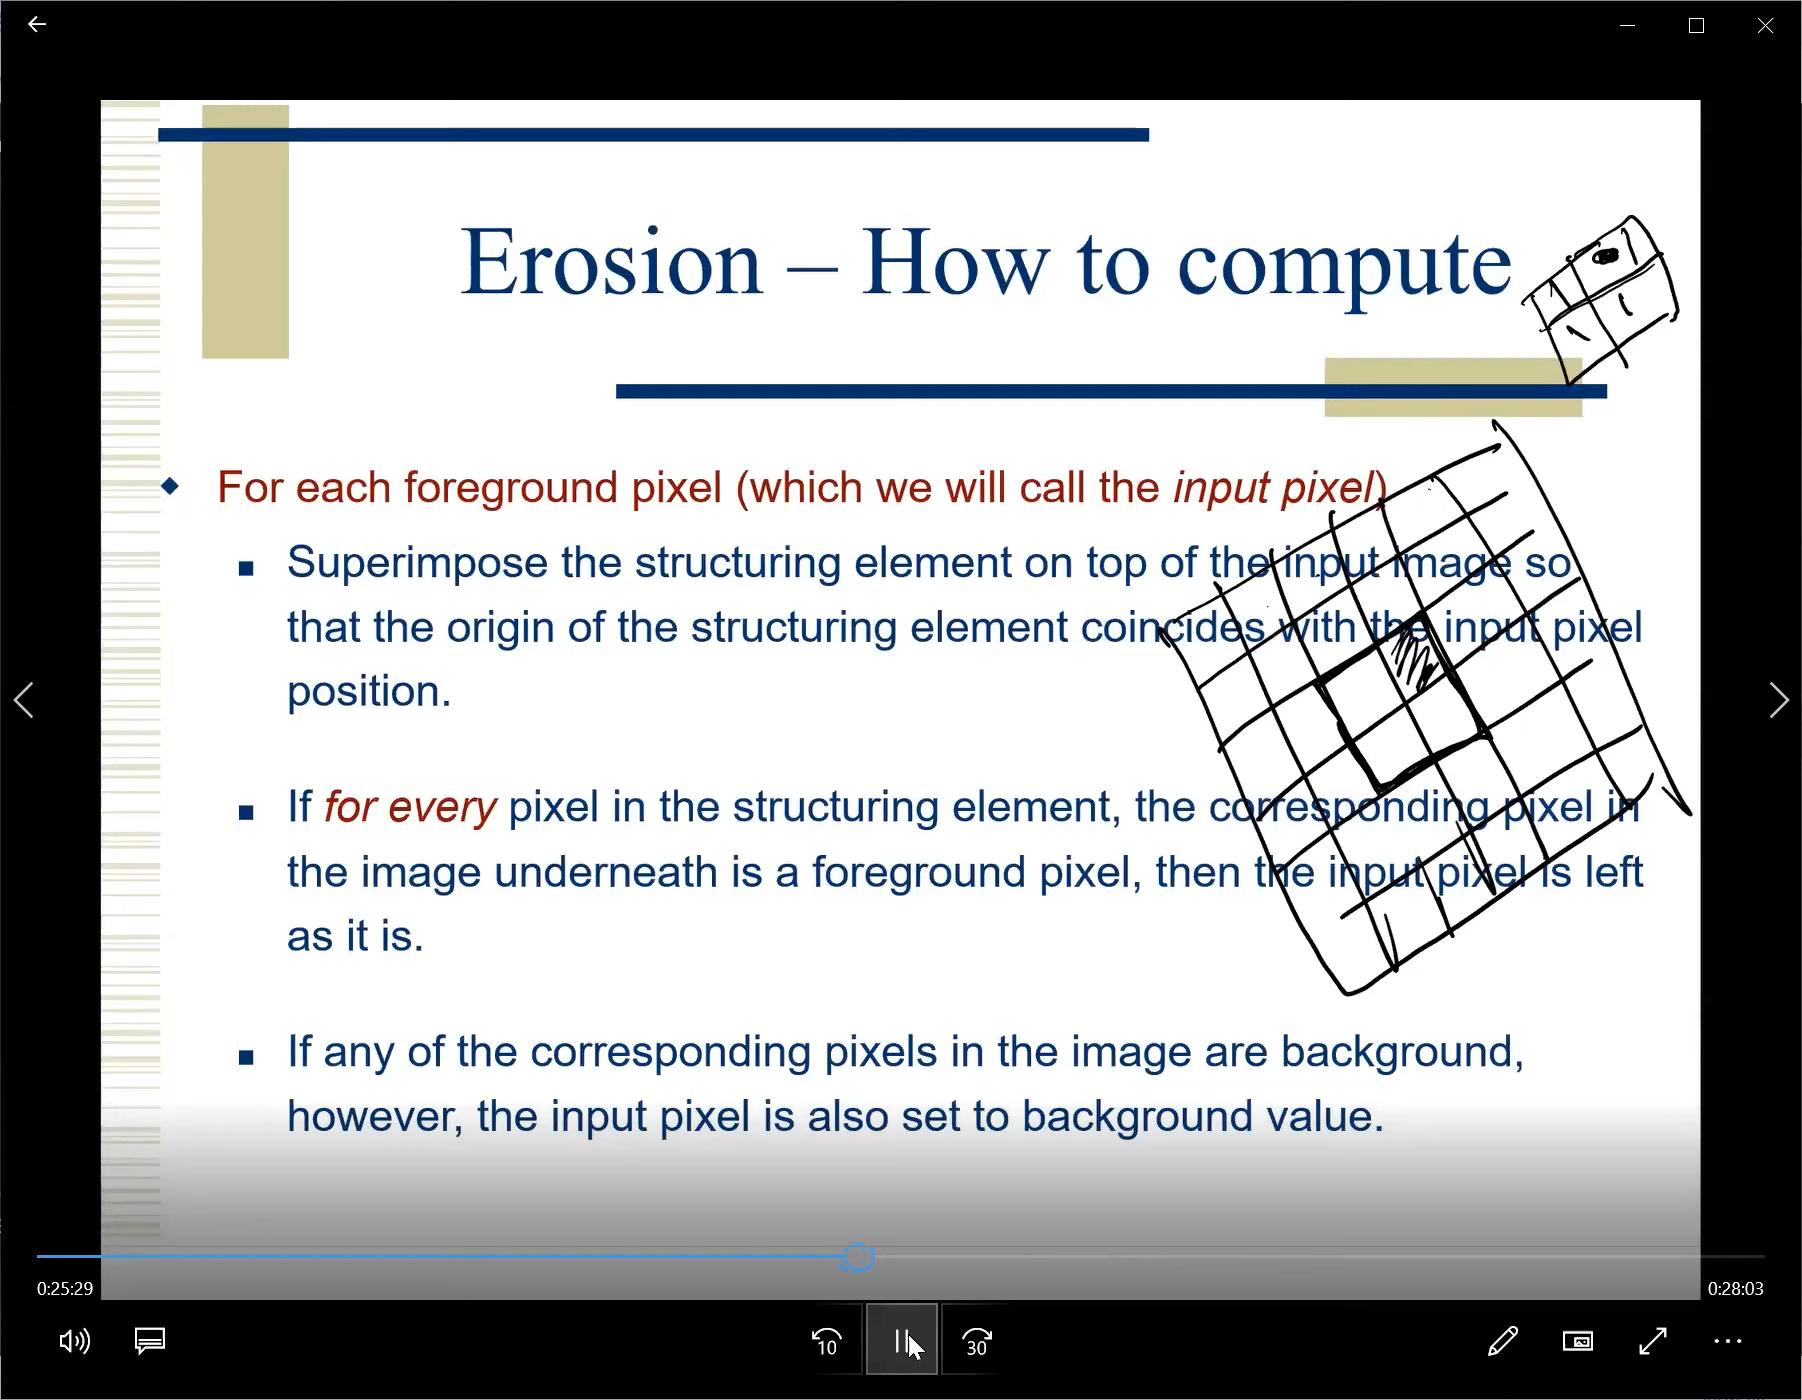 Erosion – How to compute
For each foreground pixel (which we will call the input pixel)
Superimpose the structuring element on top of the input image so
that the origin of the structuring element coincides with the input pixel
position.
If for every pixel in the structuring element, the corresponding pixel in
the image underneath is a foreground pixel, then the input pixel is left
as it is.
If any of the corresponding pixels in the image are background,
however, the input pixel is also set to background value.
0:25:29
0:28:03
10
30